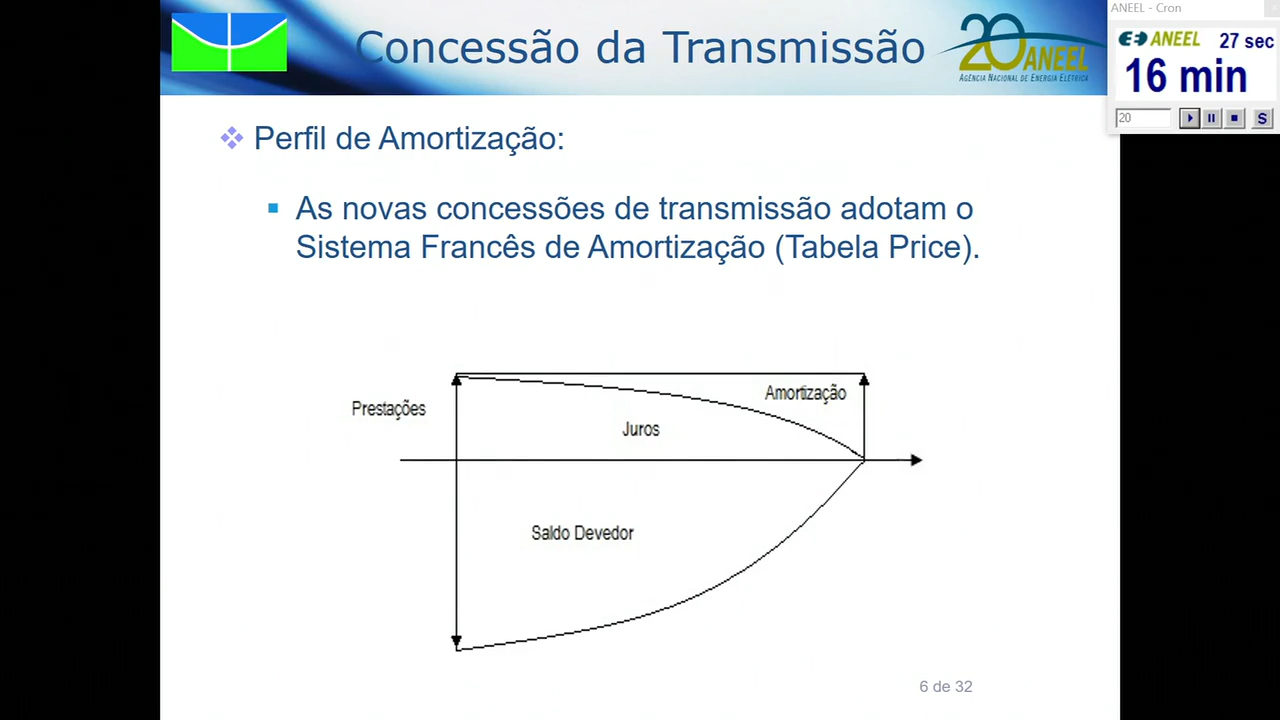 Concessão da Transmissão
20
ANEEL
AGÊNCIA NACIONAL DE ENERGIA ELÉTRICA
ANEEL - Cron
ANEEL
27 sec
16 min
20
S
Perfil de Amortização:
As novas concessões de transmissão adotam o
Sistema Francês de Amortização (Tabela Price).
Amortização
Prestações
Juros
Saldo Devedor
6 de 32